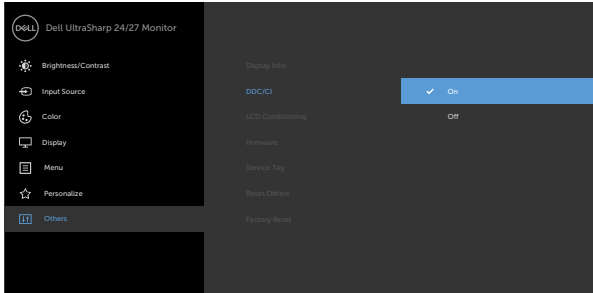 DELL Dell UltraSharp 24/27 Monitor
Brightness/Contrast
Display Info
Input Source
DDC/CI
On
Color
LCD Conditioning
Off
Display
Firmware
Menu
Service Tag
Personalize
Reset Others
Others
Factory Reset